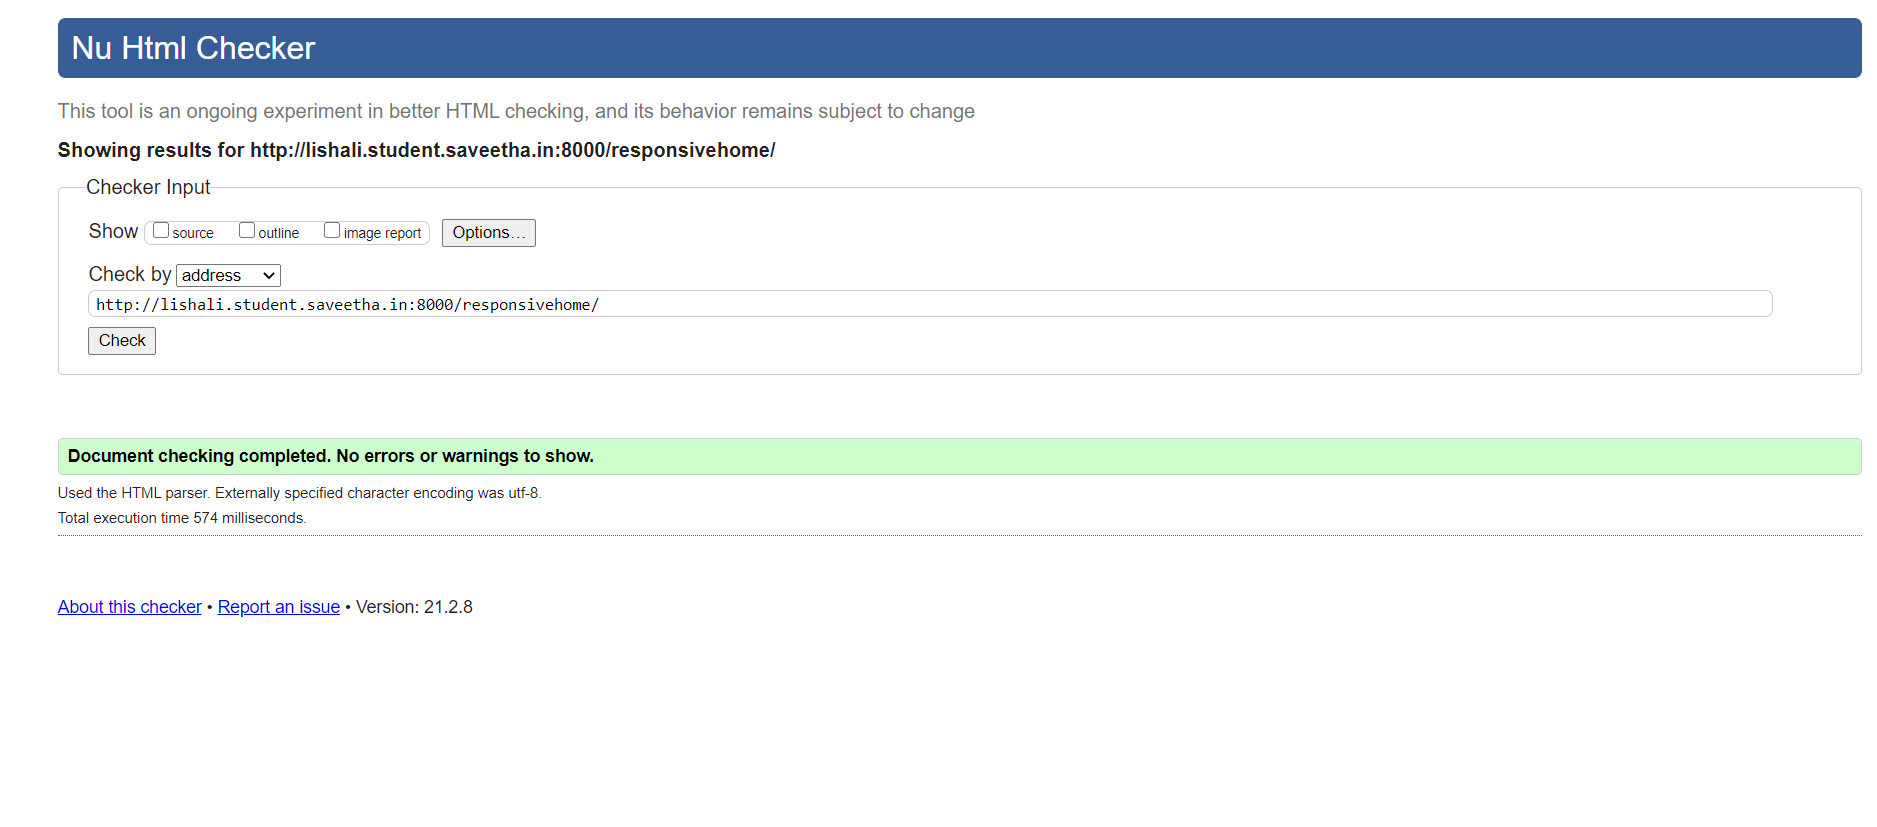 Nu Html Checker
This tool is an ongoing experiment in better HTML checking, and its behavior remains subject to change
Showing results for http://lishali.student.saveetha.in:8000/responsivehome/
Checker Input
Show source outline image report Options...
Check by address
http://lishali.student.saveetha.in:8000/responsivehome/
Check
Document checking completed. No errors or warnings to show.
Used the HTML parser. Externally specified character encoding was utf-8.
Total execution time 574 milliseconds.
About this checker • Report an issue • Version: 21.2.8